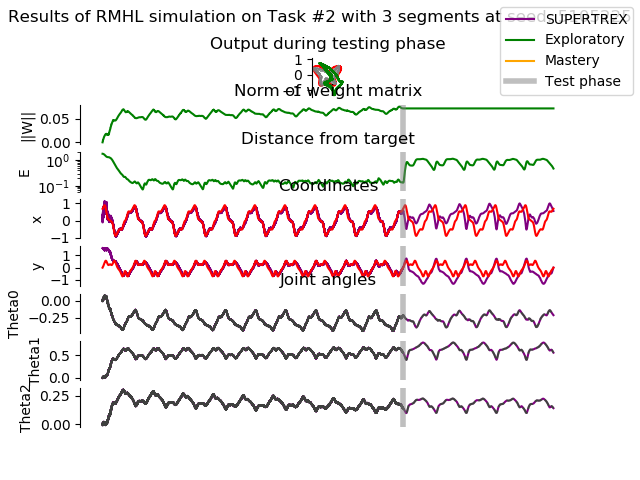 Results of RMHL simulation on Task #2 with 3 segments at
SUPERTREX
Exploratory
Mastery
Test phase
Output during testing phase
1
0
−1
Norm of weight matrix
||W||
0.05
0.00
Distance from target
E
10⁰
10⁻¹
Coordinates
x
1
0
−1
y
1
0
−1
Joint angles
Theta0
0.00
−0.25
Theta1
0.5
0.0
Theta2
0.25
0.00